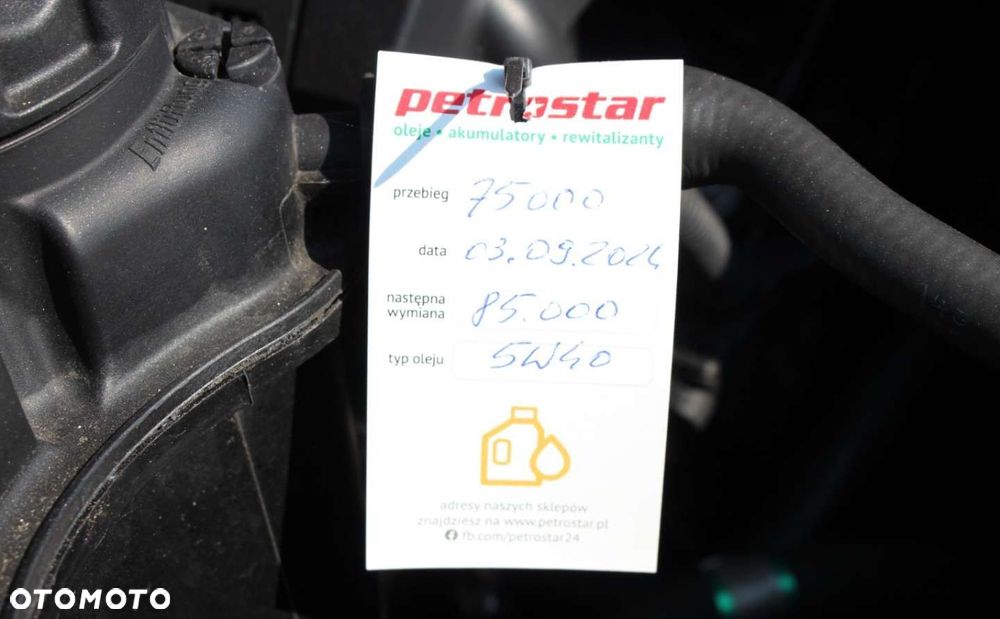 Entlüftung
petrostar
oleje • akumulatory • rewitalizanty
przebieg 75000
data 03.09.2024
następna
wymiana 85.000
typ oleju 5W40
adresy naszych sklepów
znajdziesz na www.petrostar.pl
fb.com/petrostar24
OTOMOTO